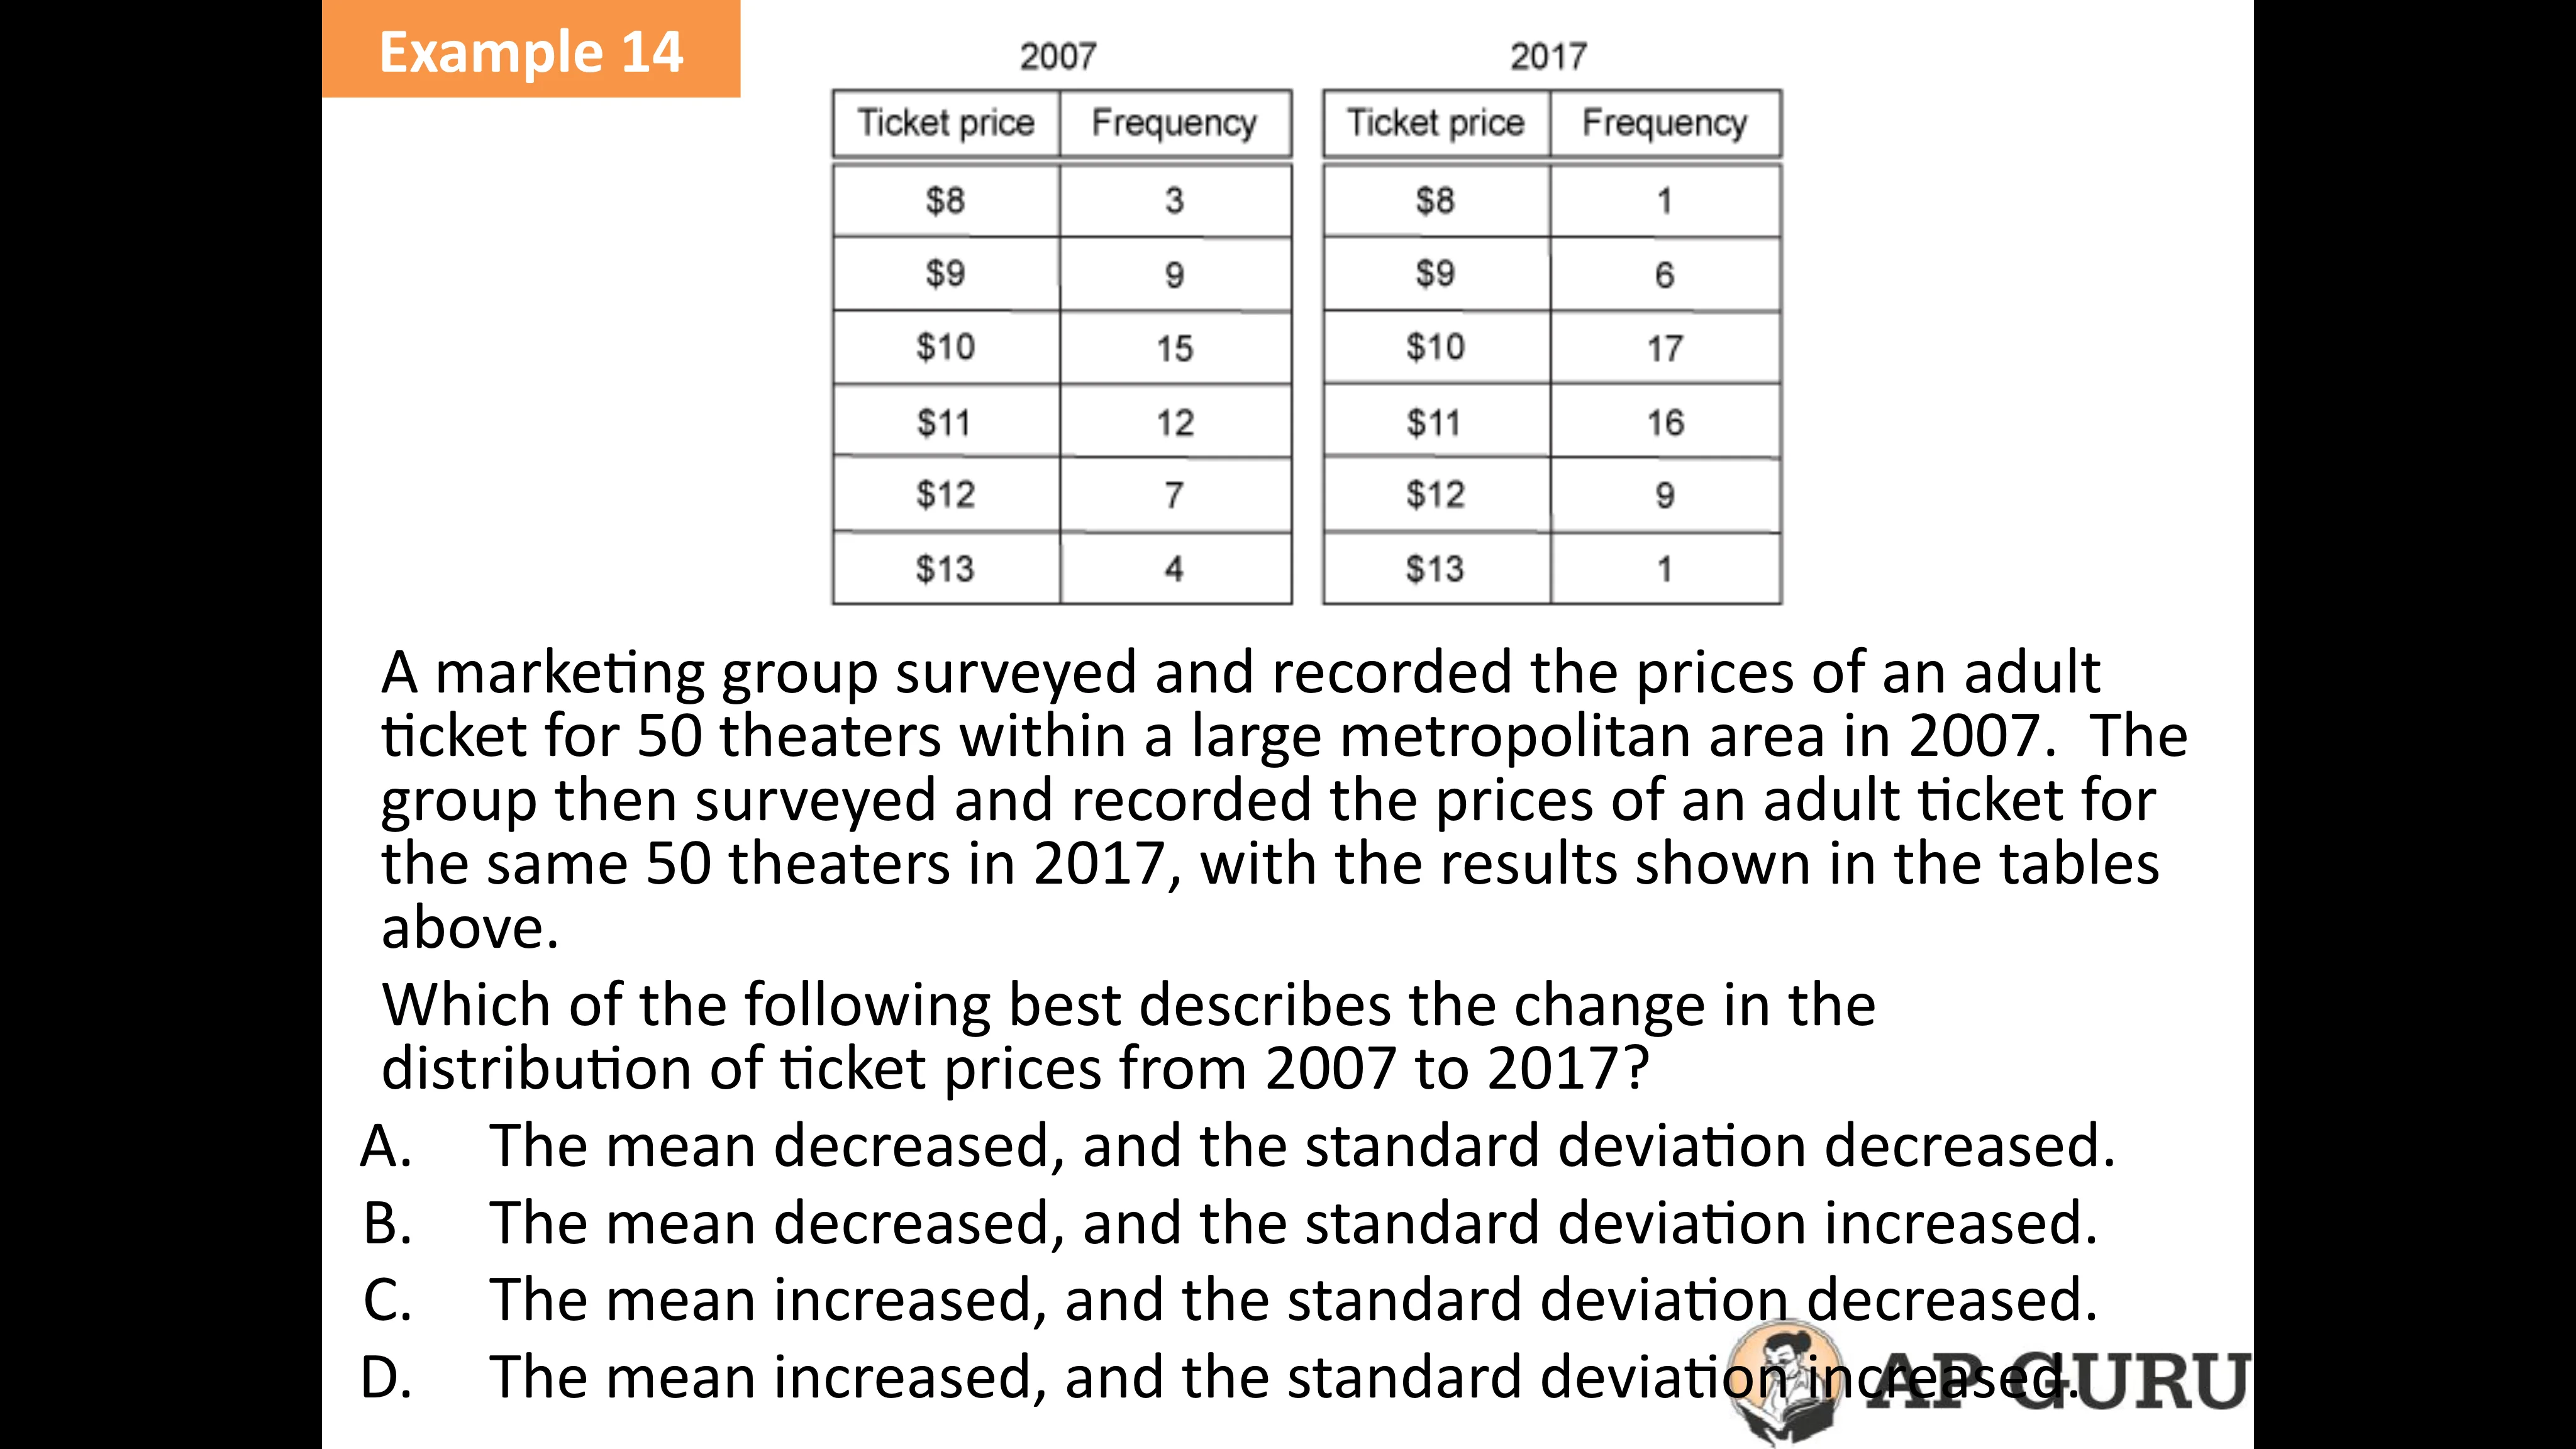 Example 14
2007
2017
Ticket price Frequency Ticket price Frequency
$8 3 $8 1
$9 9 $9 6
$10 15 $10 17
$11 12 $11 16
$12 7 $12 9
$13 4 $13 1
A marketing group surveyed and recorded the prices of an adult
ticket for 50 theaters within a large metropolitan area in 2007.  The
group then surveyed and recorded the prices of an adult ticket for
the same 50 theaters in 2017, with the results shown in the tables
above.
Which of the following best describes the change in the
distribution of ticket prices from 2007 to 2017?
A. The mean decreased, and the standard deviation decreased.
B. The mean decreased, and the standard deviation increased.
C. The mean increased, and the standard deviation decreased.
D. The mean increased, and the standard deviation increased.
AP GURU